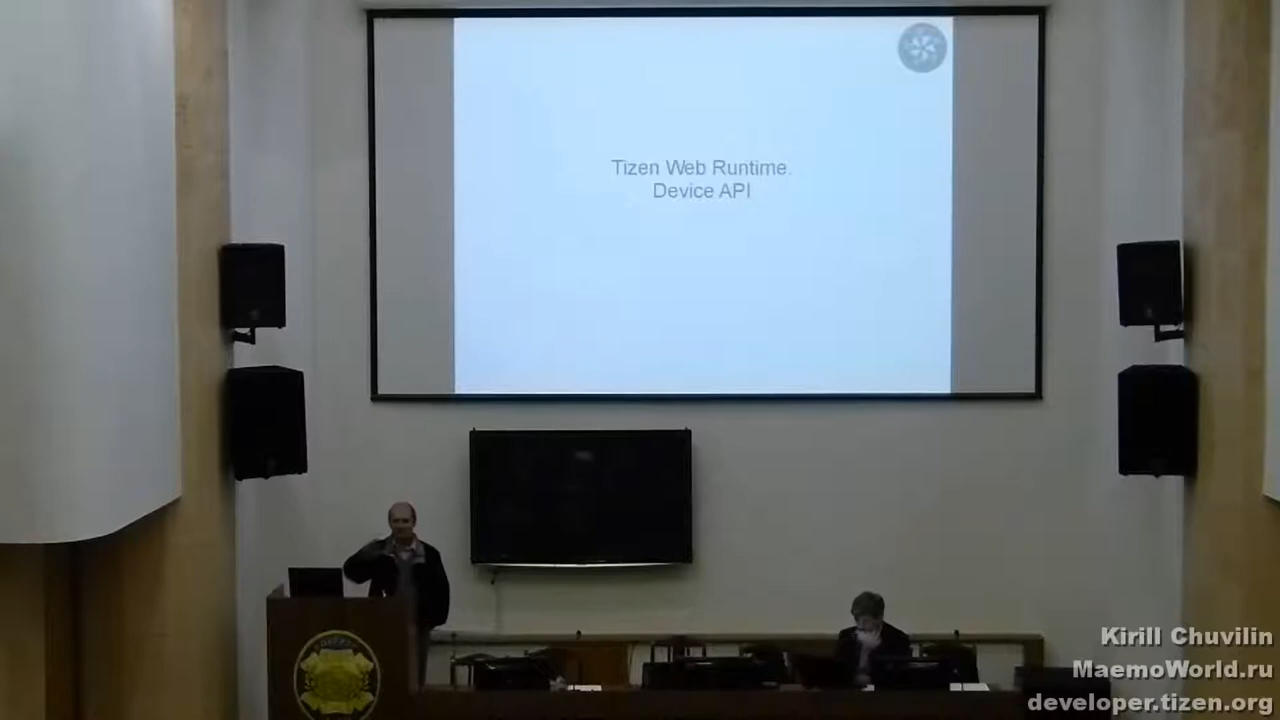 Tizen Web Runtime.
Device API
Kirill Chuvilin
MaemoWorld.ru
developer.tizen.org